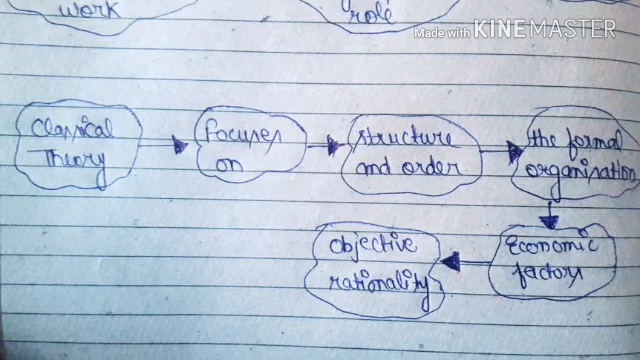 work
role
Made with KINEMASTER
Classical
Theory
focuses
on
structure
and order
the formal
organisation
Economic
factors
objective
rationality